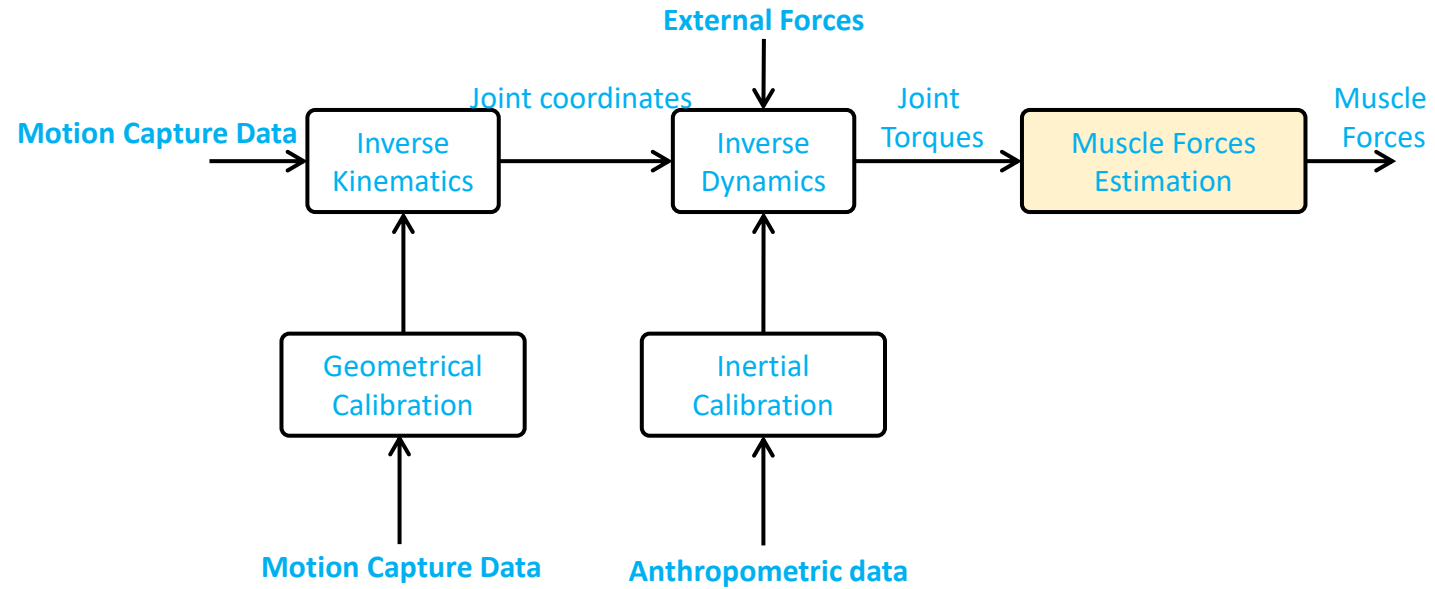 External Forces
Motion Capture Data
Joint coordinates
Joint
Torques
Muscle
Forces
Inverse
Kinematics
Inverse
Dynamics
Muscle Forces
Estimation
Geometrical
Calibration
Inertial
Calibration
Motion Capture Data
Anthropometric data